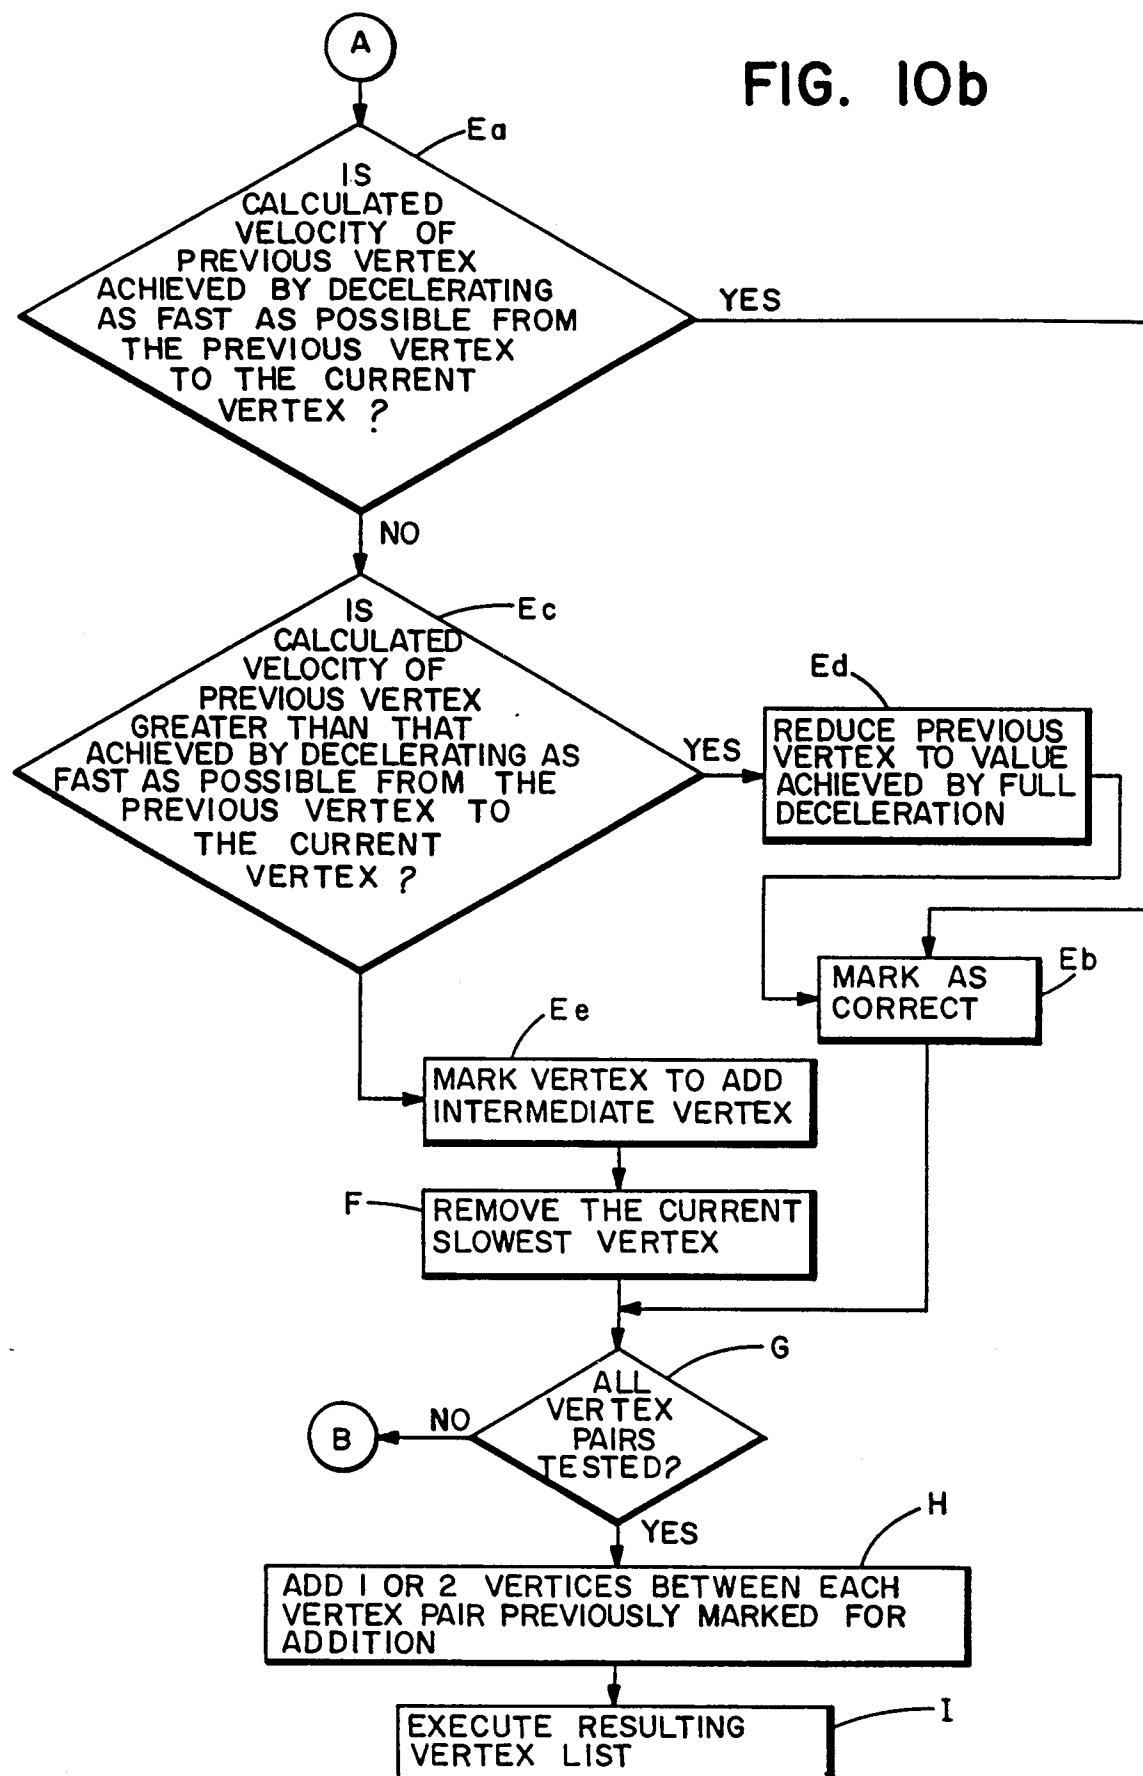 A
FIG. 10b
Ea
IS
CALCULATED
VELOCITY OF
PREVIOUS VERTEX
ACHIEVED BY DECELERATING
AS FAST AS POSSIBLE FROM
THE PREVIOUS VERTEX
TO THE CURRENT
VERTEX ?
YES
NO
Ec
IS
CALCULATED
VELOCITY OF
PREVIOUS VERTEX
GREATER THAN THAT
ACHIEVED BY DECELERATING AS
FAST AS POSSIBLE FROM THE
PREVIOUS VERTEX TO
THE CURRENT
VERTEX ?
YES
Ed
REDUCE PREVIOUS
VERTEX TO VALUE
ACHIEVED BY FULL
DECELERATION
Eb
MARK AS
CORRECT
Ee
MARK VERTEX TO ADD
INTERMEDIATE VERTEX
F
REMOVE THE CURRENT
SLOWEST VERTEX
G
ALL
VERTEX
PAIRS
TESTED?
NO
B
YES
H
ADD 1 OR 2 VERTICES BETWEEN EACH
VERTEX PAIR PREVIOUSLY MARKED FOR
ADDITION
I
EXECUTE RESULTING
VERTEX LIST